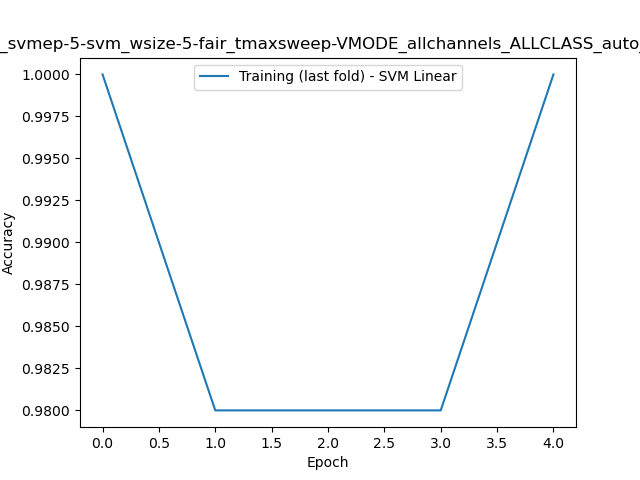 _svmep-5-svm_wsize-5-fair_tmaxsweep-VMODE_allchannels_ALLCLASS_auto_
Training (last fold) - SVM Linear
1.0000
0.9975
0.9950
0.9925
0.9900
0.9875
0.9850
0.9825
0.9800
Accuracy
0.0 0.5 1.0 1.5 2.0 2.5 3.0 3.5 4.0
Epoch